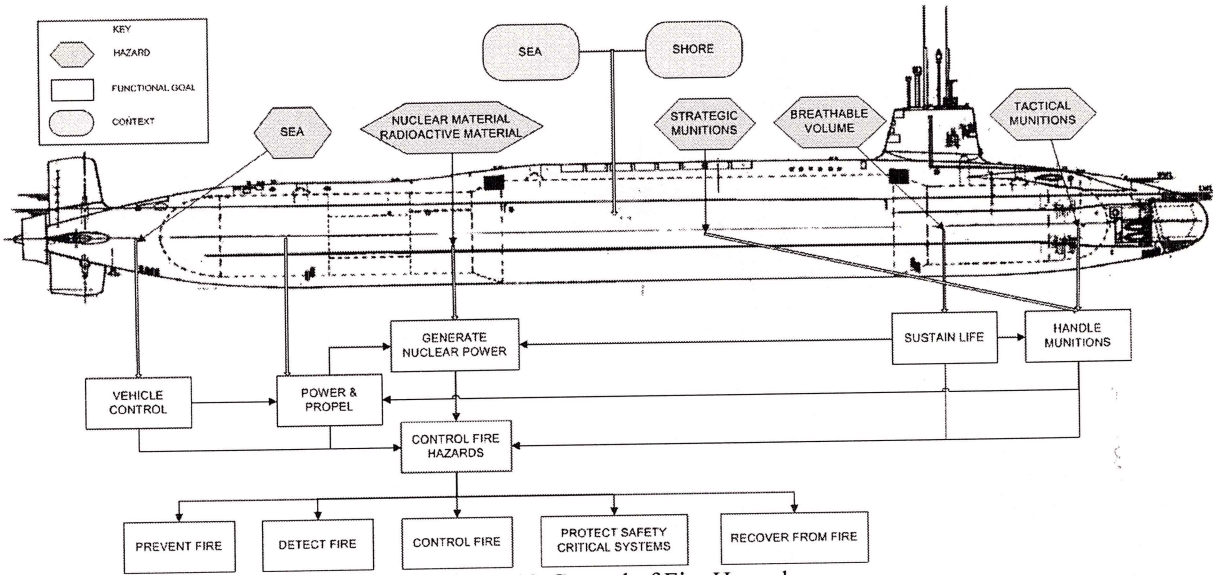 KEY
HAZARD
FUNCTIONAL GOAL
CONTEXT
SEA
SHORE
SEA
NUCLEAR MATERIAL
RADIOACTIVE MATERIAL
STRATEGIC
MUNITIONS
BREATHABLE
VOLUME
TACTICAL
MUNITIONS
GENERATE
NUCLEAR POWER
SUSTAIN LIFE
HANDLE
MUNITIONS
VEHICLE
CONTROL
POWER &
PROPEL
CONTROL FIRE
HAZARDS
PREVENT FIRE
DETECT FIRE
CONTROL FIRE
PROTECT SAFETY
CRITICAL SYSTEMS
RECOVER FROM FIRE